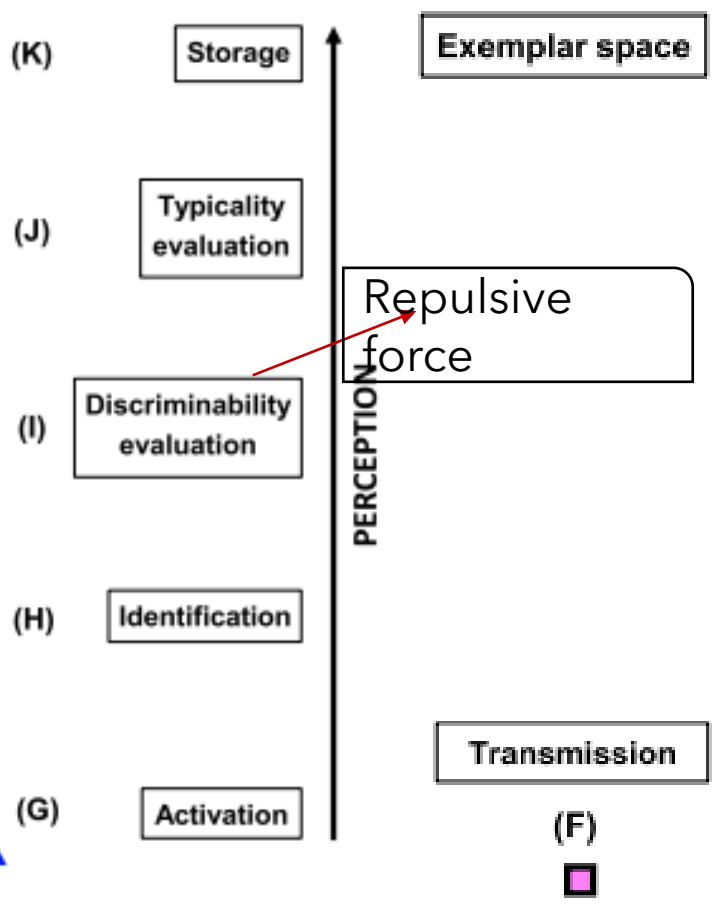 (K)
Storage
Exemplar space
(J)
Typicality
evaluation
Repulsive
force
(I)
Discriminability
evaluation
PERCEPTION
(H)
Identification
Transmission
(G)
Activation
(F)